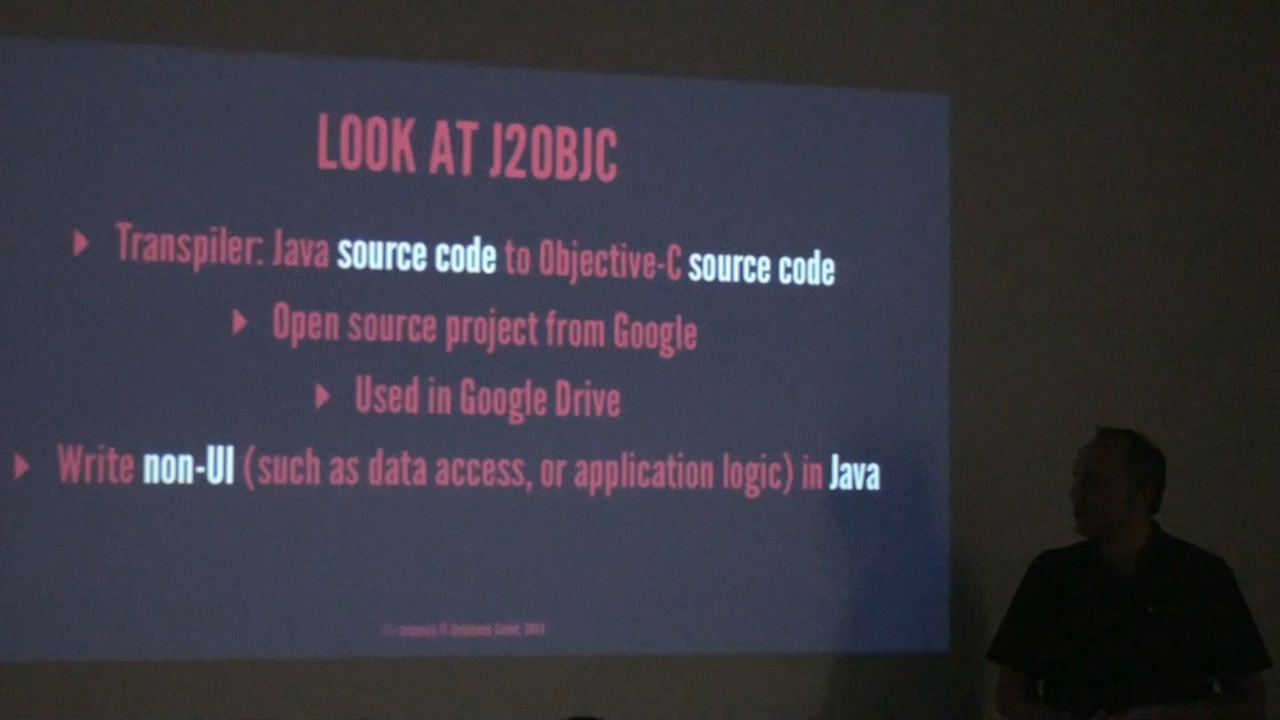 LOOK AT J2OBJC
Transpiler: Java source code to Objective-C source code
Open source project from Google
Used in Google Drive
Write non-UI (such as data access, or application logic) in Java
2014